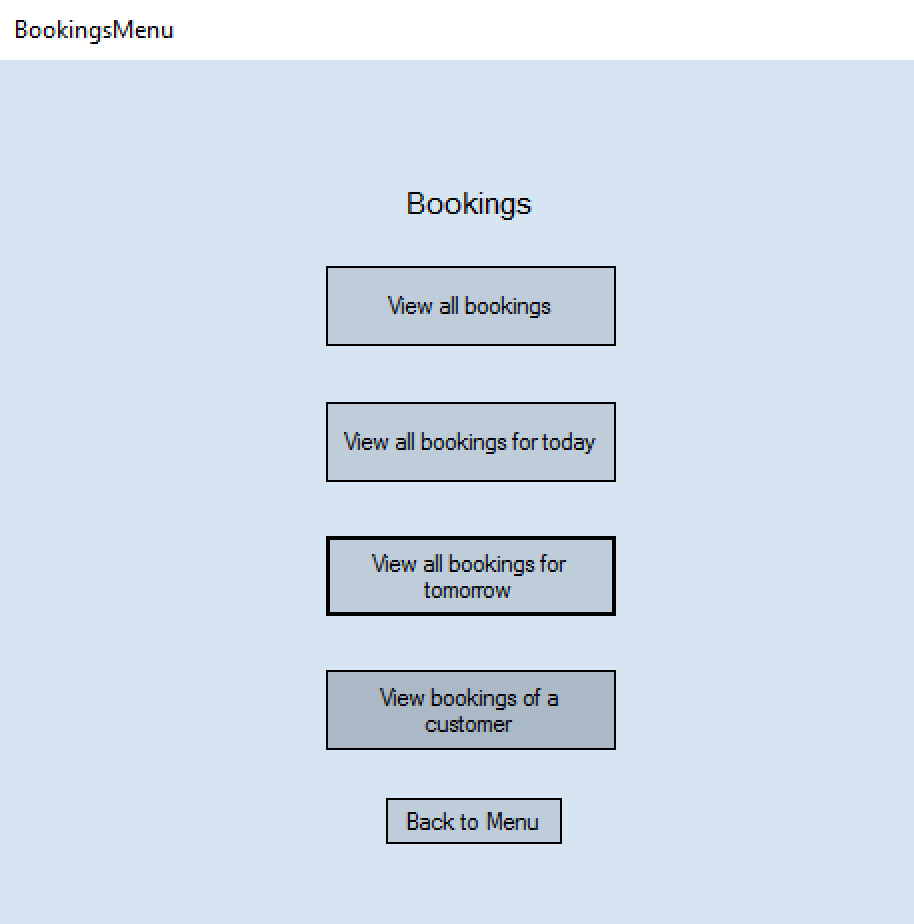 BookingsMenu
Bookings
View all bookings
View all bookings for today
View all bookings for
tomorrow
View bookings of a
customer
Back to Menu